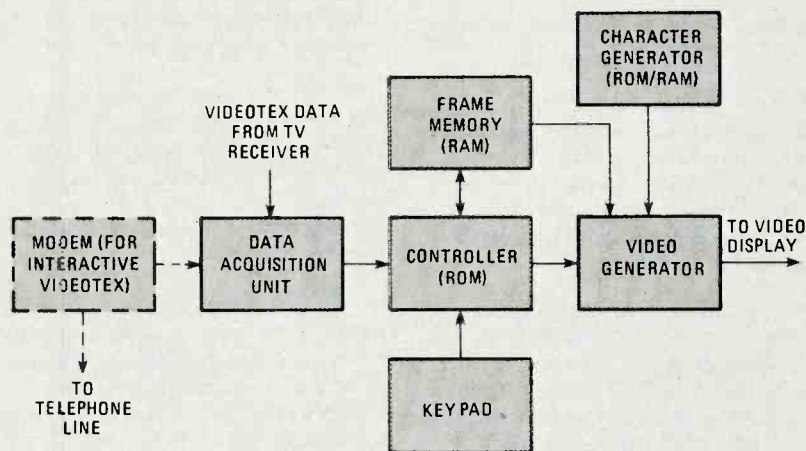 CHARACTER
GENERATOR
(ROM/RAM)
VIDEOTEX DATA
FROM TV
RECEIVER
FRAME
MEMORY
(RAM)
MODEM (FOR
INTERACTIVE
VIDEOTEX)
DATA
ACQUISITION
UNIT
CONTROLLER
(ROM)
VIDEO
GENERATOR
TO VIDEO
DISPLAY
TO
TELEPHONE
LINE
KEY PAD